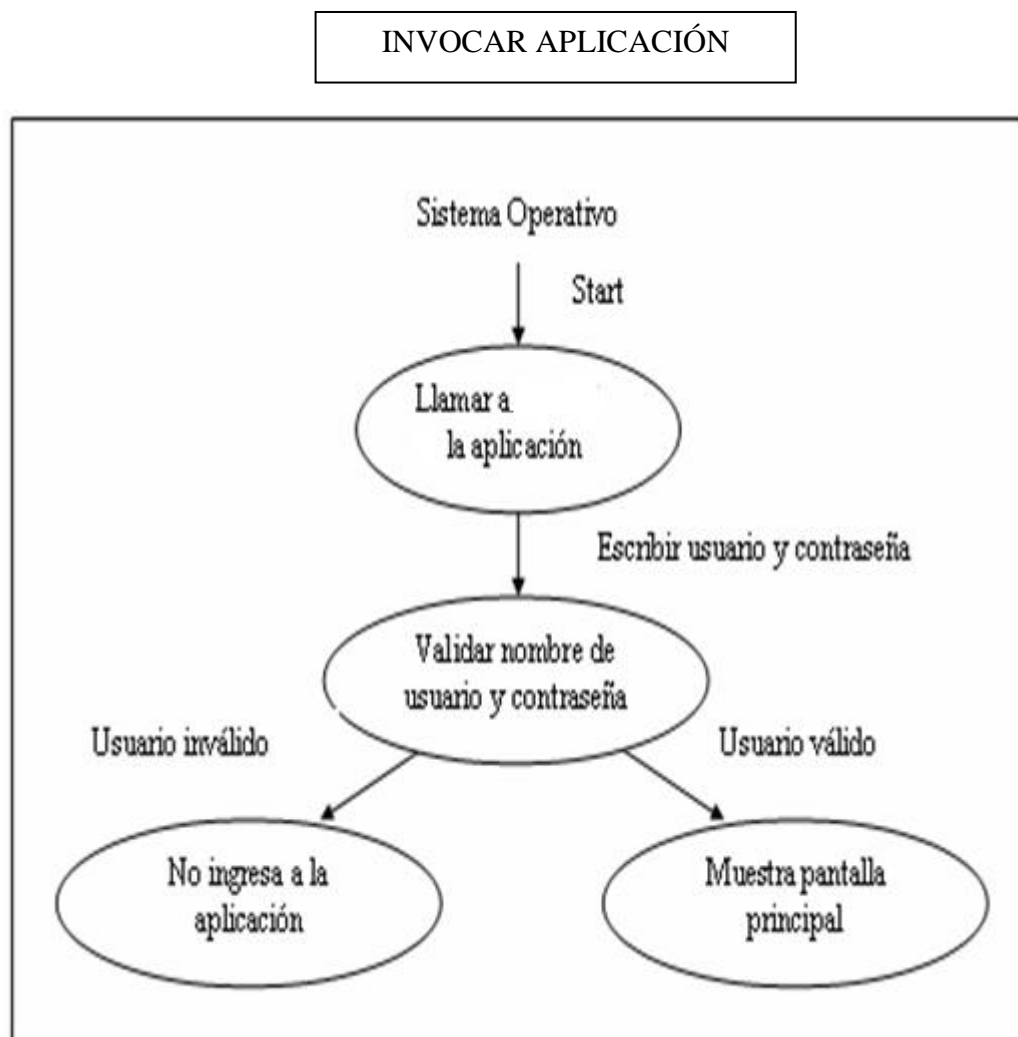 INVOCAR APLICACIÓN
Sistema Operativo
Start
Llamar a
la aplicación
Escribir usuario y contraseña
Validar nombre de
usuario y contraseña
Usuario inválido
Usuario válido
No ingresa a la
aplicación
Muestra pantalla
principal